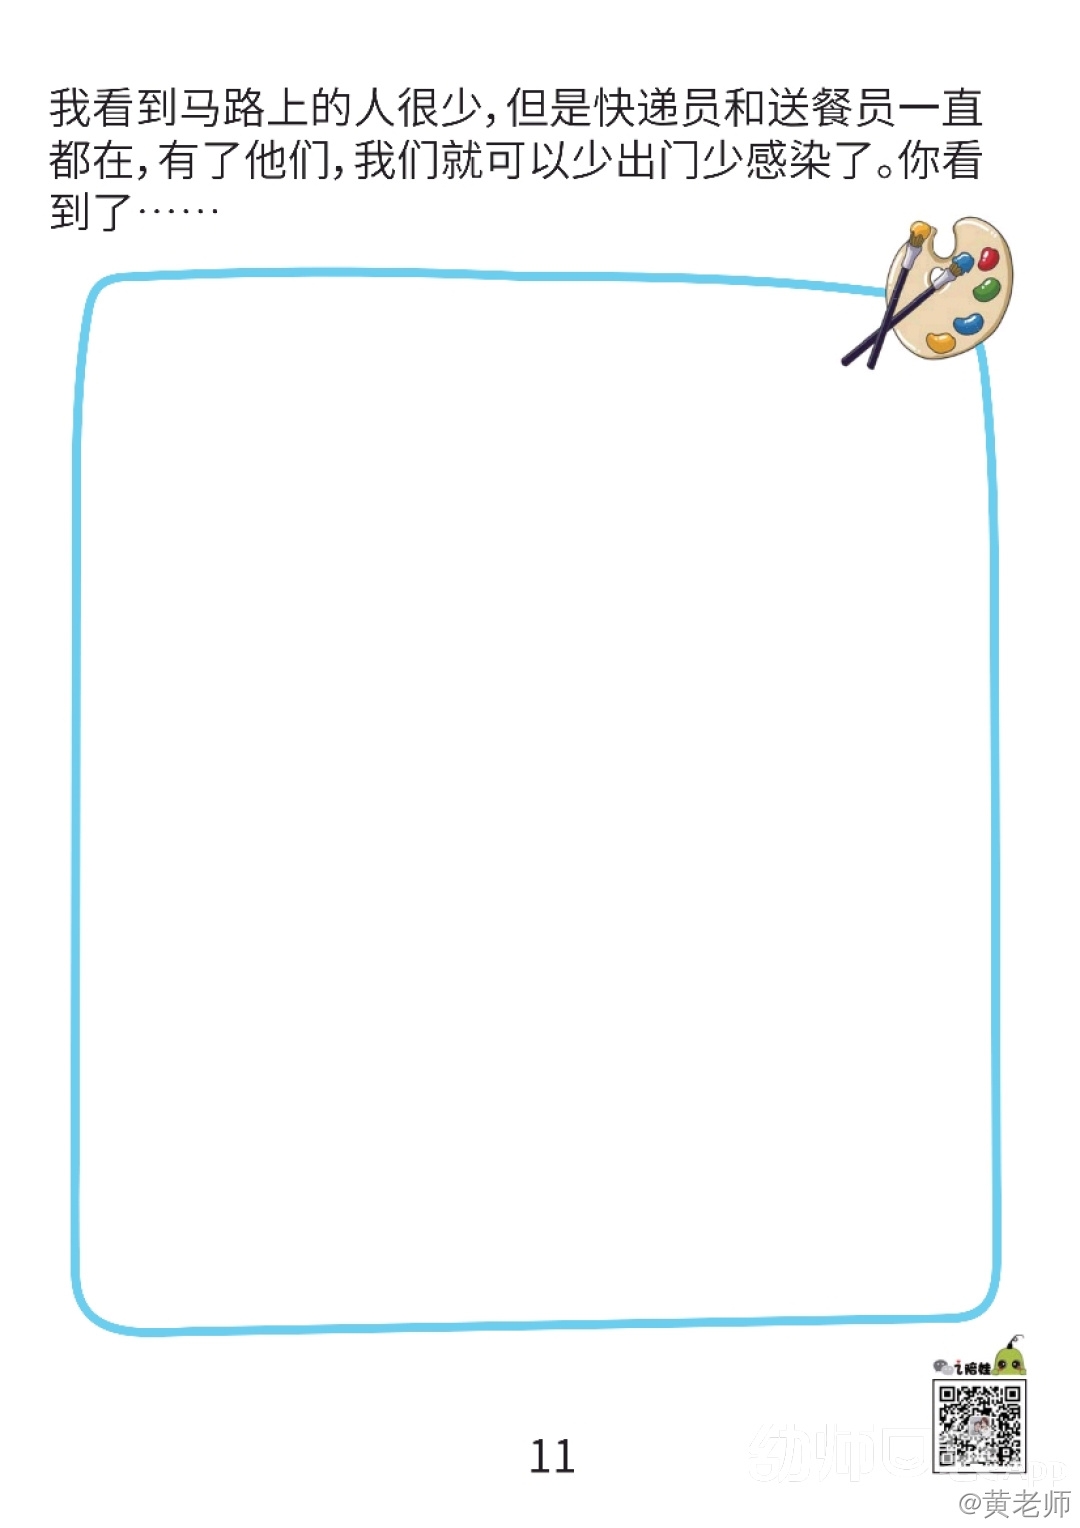 我看到马路上的人很少，但是快递员和送餐员一直
都在，有了他们，我们就可以少出门少感染了。你看
到了……
i陪娃
11
幼师口袋App
@黄老师